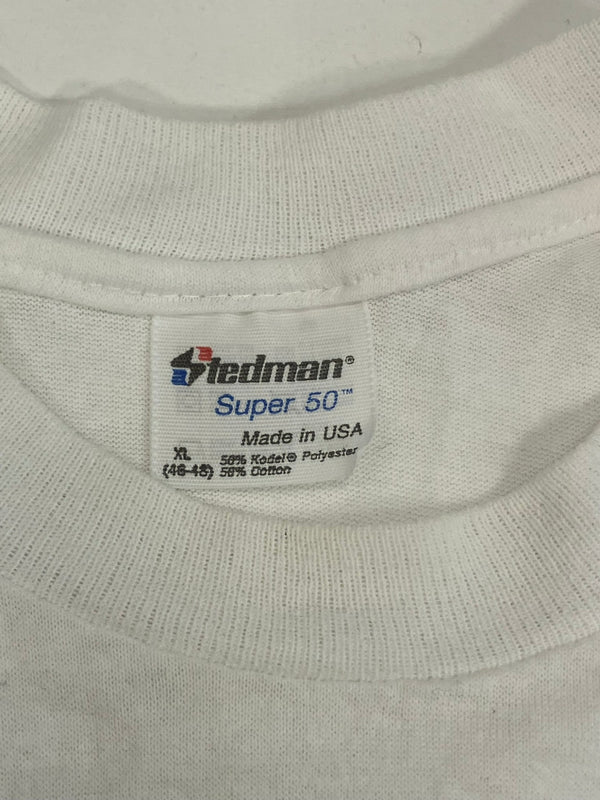 Stedman®
Super 50™
Made in USA
XL 50% Kodel® Polyester
(46-48) 50% Cotton